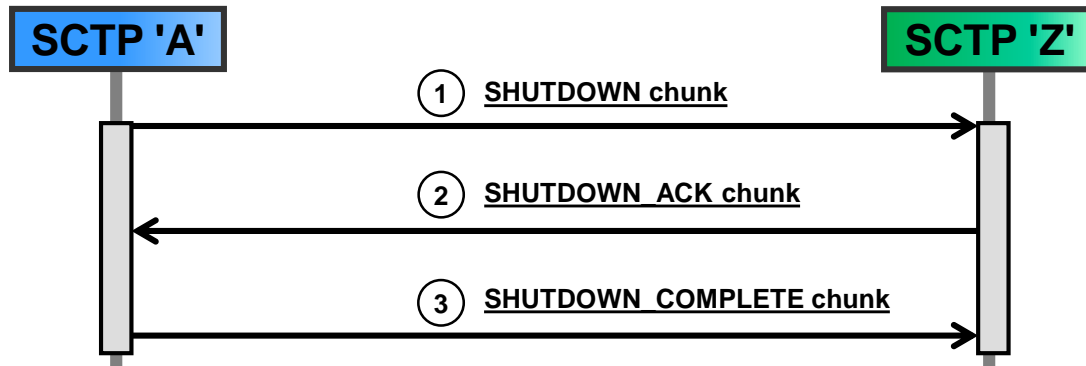 SCTP 'A'
SCTP 'Z'
1 SHUTDOWN chunk
2 SHUTDOWN_ACK chunk
3 SHUTDOWN_COMPLETE chunk